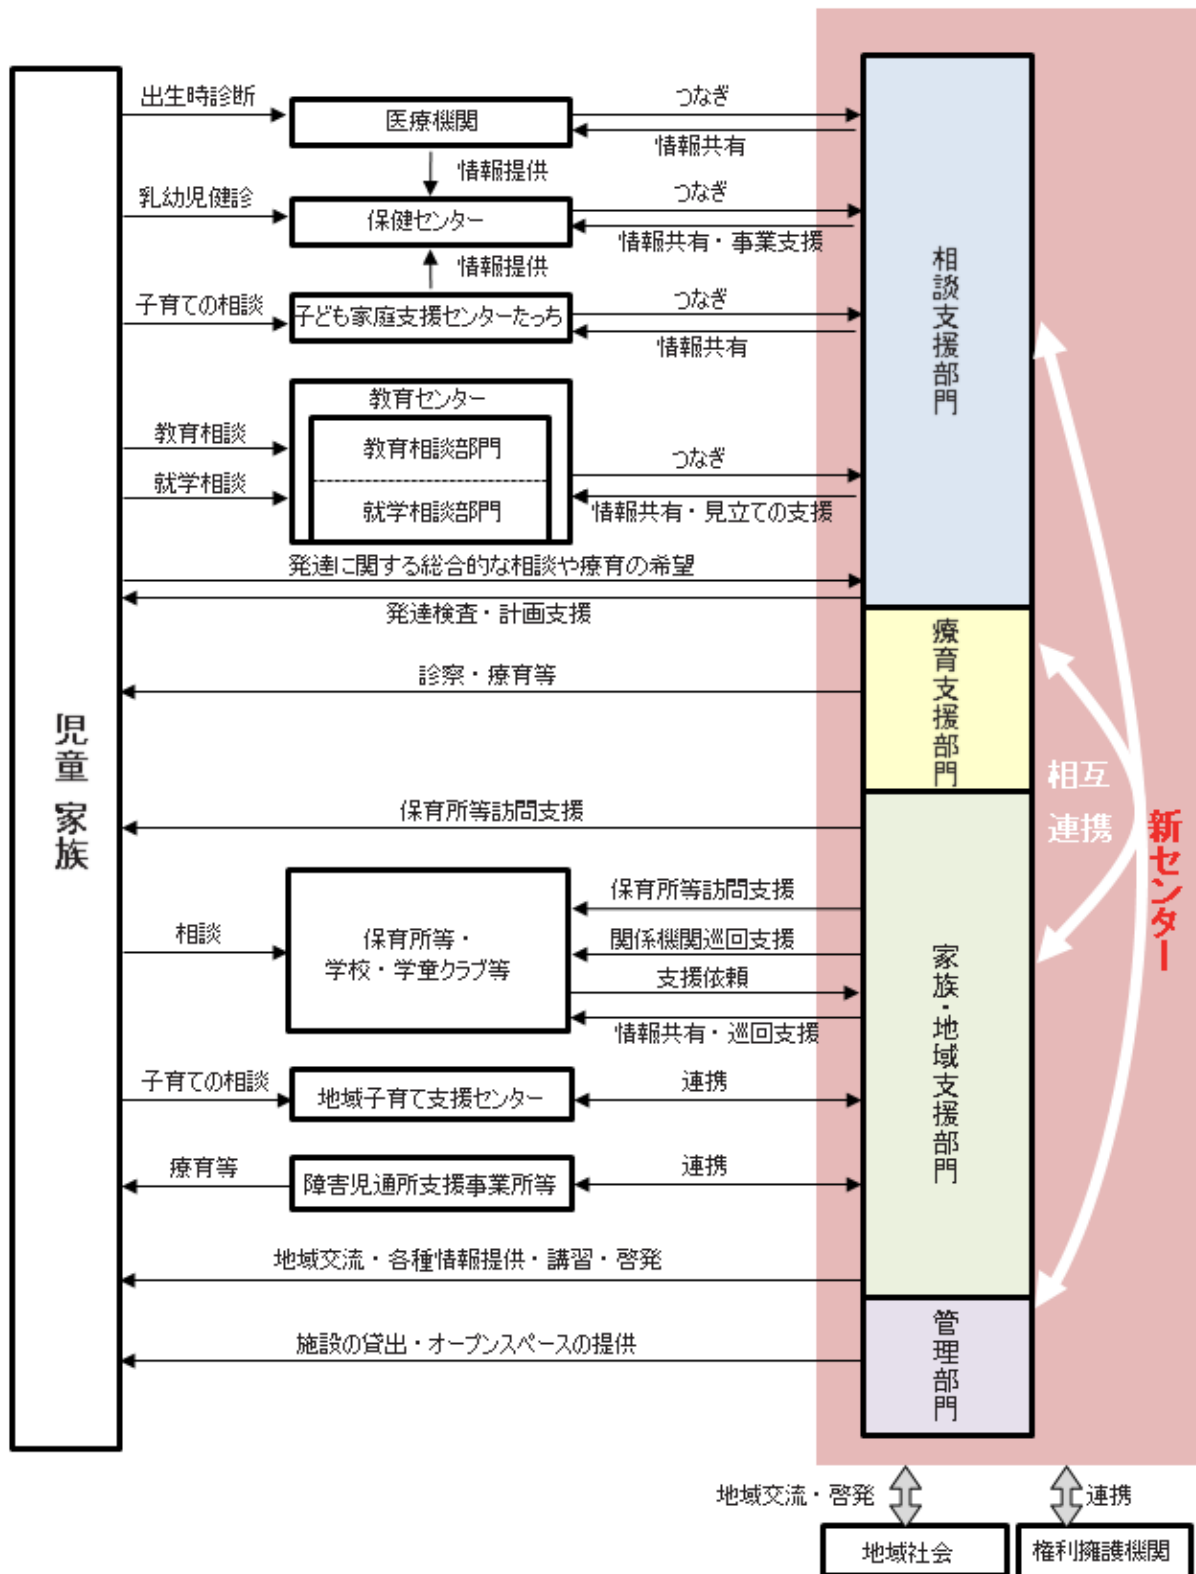 出生時診断
医療機関
つなぎ
情報共有
情報提供
乳幼児健診
保健センター
つなぎ
情報共有・事業支援
情報提供
子育ての相談
子ども家庭支援センターたっち
つなぎ
情報共有
教育センター
教育相談
教育相談部門
就学相談
就学相談部門
つなぎ
情報共有・見立ての支援
相談支援部門
発達に関する総合的な相談や療育の希望
発達検査・計画支援
診察・療育等
療育支援部門
児童 家族
相互
連携
新センター
保育所等訪問支援
相談
保育所等・
学校・学童クラブ等
保育所等訪問支援
関係機関巡回支援
支援依頼
情報共有・巡回支援
家族・地域支援部門
子育ての相談
地域子育て支援センター
連携
療育等
障害児通所支援事業所等
連携
地域交流・各種情報提供・講習・啓発
施設の貸出・オープンスペースの提供
管理部門
地域交流・啓発
連携
地域社会
権利擁護機関